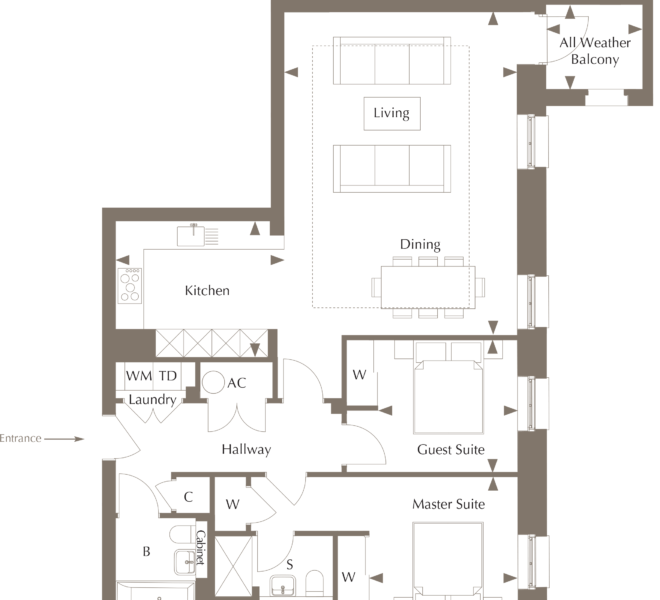 All Weather
Balcony
Living
Dining
Kitchen
WM TD
Laundry
AC
W
Entrance
Hallway
Guest Suite
C
W
Master Suite
B
Cabinet
S
W